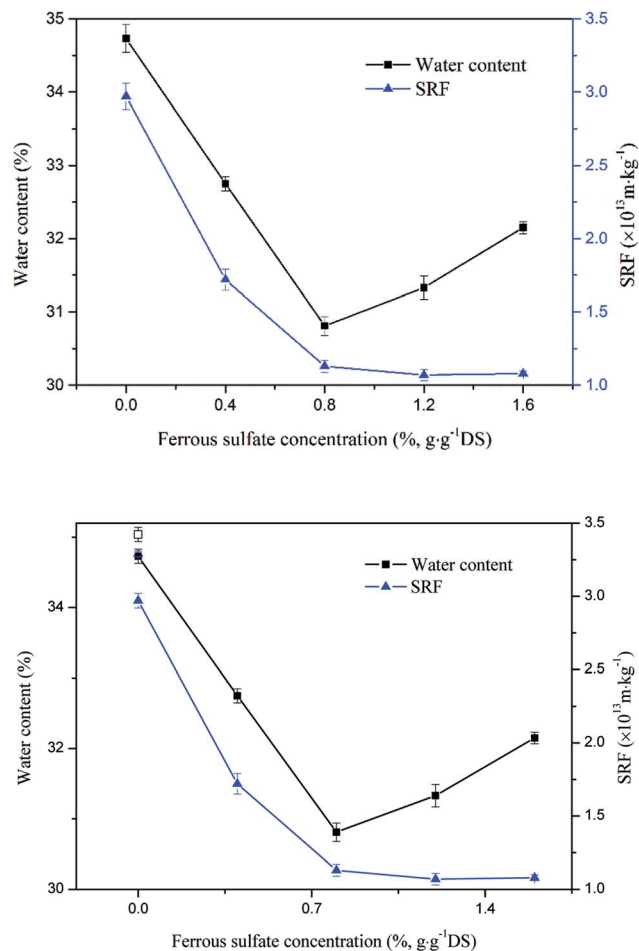 35
34
33
32
31
30
Water content (%)
Water content
SRF
3.5
3.0
2.5
2.0
1.5
1.0
SRF (×10¹³m·kg⁻¹)
0.0 0.4 0.8 1.2 1.6
Ferrous sulfate concentration (%, g·g⁻¹DS)
34
32
30
Water content (%)
Water content
SRF
3.5
3.0
2.5
2.0
1.5
1.0
SRF (×10¹³m·kg⁻¹)
0.0 0.7 1.4
Ferrous sulfate concentration (%, g·g⁻¹DS)